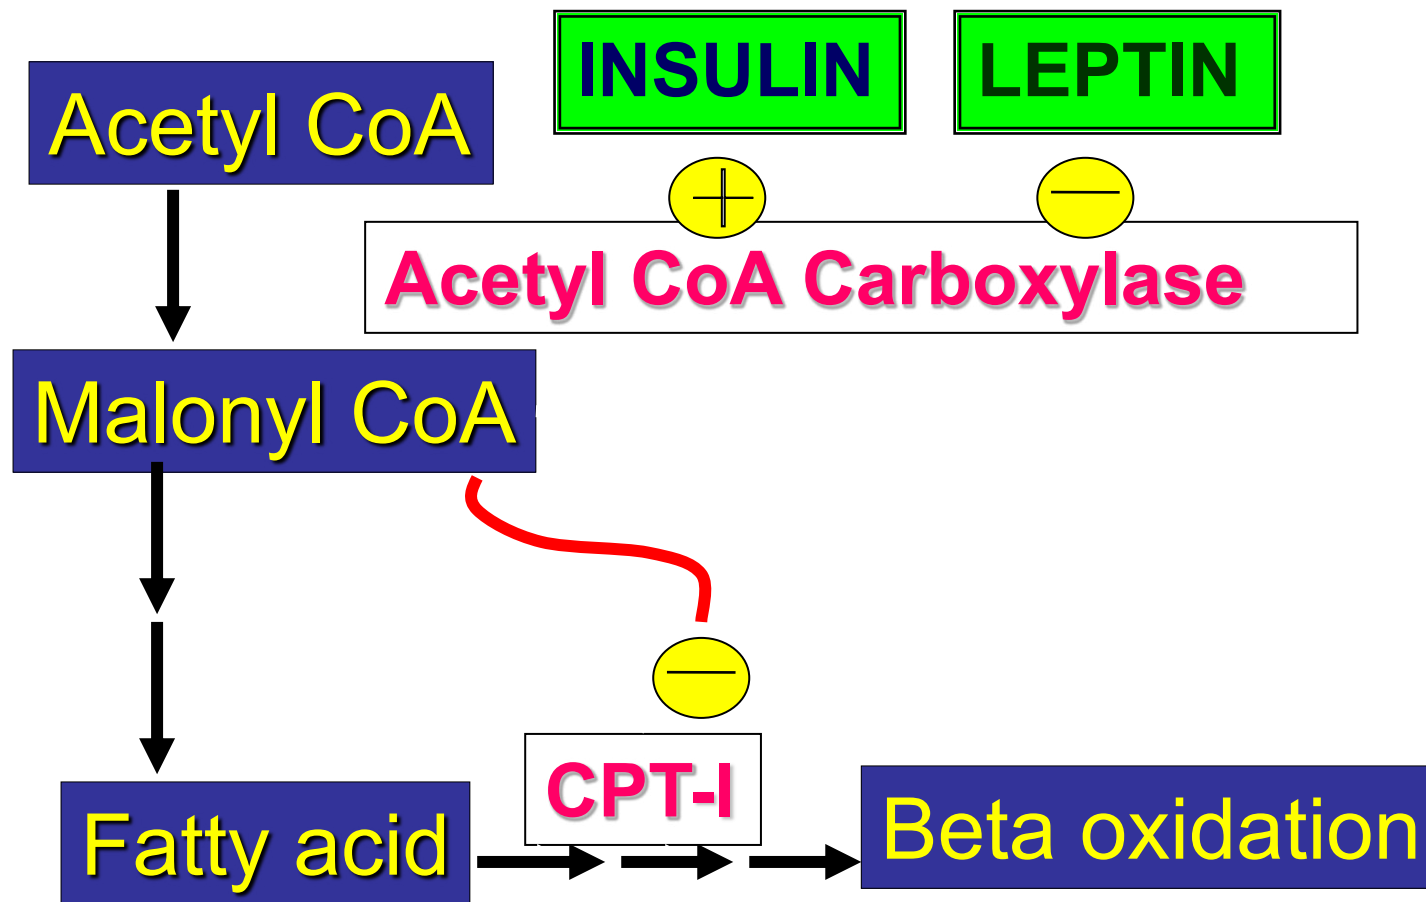 INSULIN
LEPTIN
Acetyl CoA
Acetyl CoA Carboxylase
Malonyl CoA
CPT-I
Fatty acid
Beta oxidation